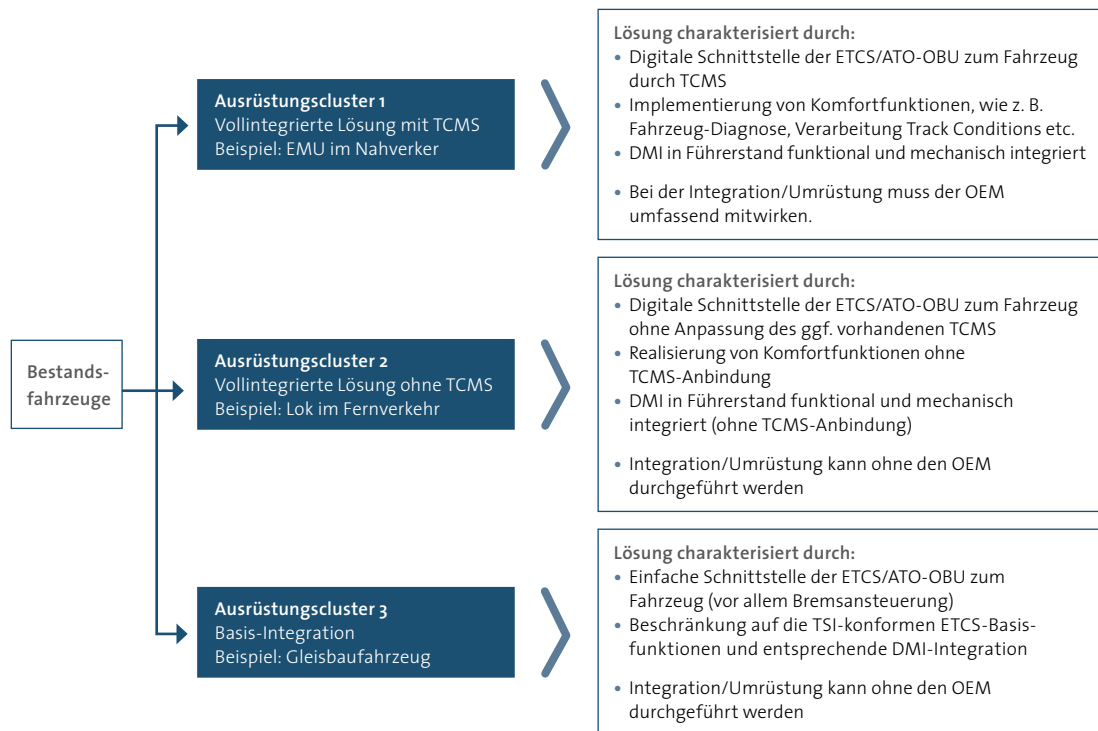 Bestands-
fahrzeuge
Ausrüstungscluster 1
Vollintegrierte Lösung mit TCMS
Beispiel: EMU im Nahverker
Lösung charakterisiert durch:
• Digitale Schnittstelle der ETCS/ATO-OBU zum Fahrzeug
durch TCMS
• Implementierung von Komfortfunktionen, wie z. B.
Fahrzeug-Diagnose, Verarbeitung Track Conditions etc.
• DMI in Führerstand funktional und mechanisch integriert
• Bei der Integration/Umrüstung muss der OEM
umfassend mitwirken.
Ausrüstungscluster 2
Vollintegrierte Lösung ohne TCMS
Beispiel: Lok im Fernverkehr
Lösung charakterisiert durch:
• Digitale Schnittstelle der ETCS/ATO-OBU zum Fahrzeug
ohne Anpassung des ggf. vorhandenen TCMS
• Realisierung von Komfortfunktionen ohne
TCMS-Anbindung
• DMI in Führerstand funktional und mechanisch
integriert (ohne TCMS-Anbindung)
• Integration/Umrüstung kann ohne den OEM
durchgeführt werden
Ausrüstungscluster 3
Basis-Integration
Beispiel: Gleisbaufahrzeug
Lösung charakterisiert durch:
• Einfache Schnittstelle der ETCS/ATO-OBU zum
Fahrzeug (vor allem Bremsansteuerung)
• Beschränkung auf die TSI-konformen ETCS-Basis-
funktionen und entsprechende DMI-Integration
• Integration/Umrüstung kann ohne den OEM
durchgeführt werden